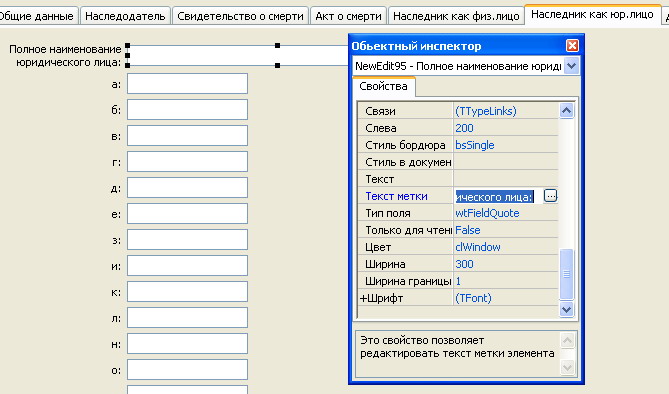 Общие данные Наследодатель Свидетельство о смерти Акт о смерти Наследник как физ.лицо Наследник как юр.лицо
Полное наименование
юридического лица:
а:
б:
в:
г:
д:
е:
з:
и:
к:
л:
н:
о:
Обьектный инспектор
NewEdit95 - Полное наименование юриди
Свойства
Связи (TTypeLinks)
Слева 200
Стиль бордюра bsSingle
Стиль в докумен
Текст
Текст метки ического лица: ...
Тип поля wtFieldQuote
Только для чтен False
Цвет clWindow
Ширина 300
Ширина границы 1
+Шрифт (TFont)
Это свойство позволяет
редактировать текст метки элемента